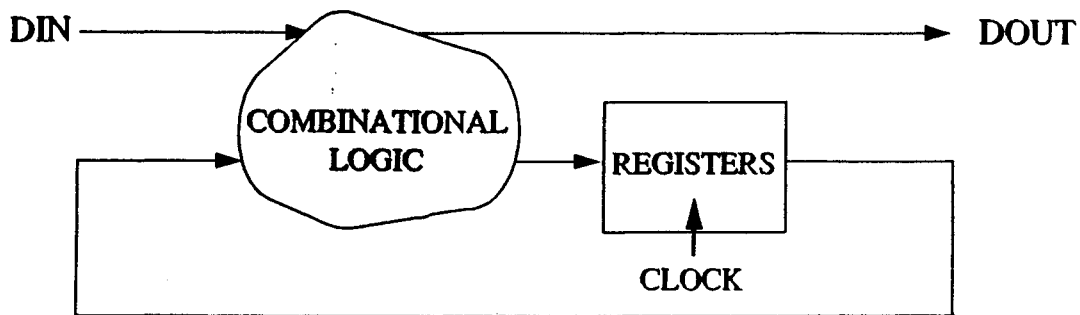 DIN
DOUT
COMBINATIONAL
LOGIC
REGISTERS
CLOCK